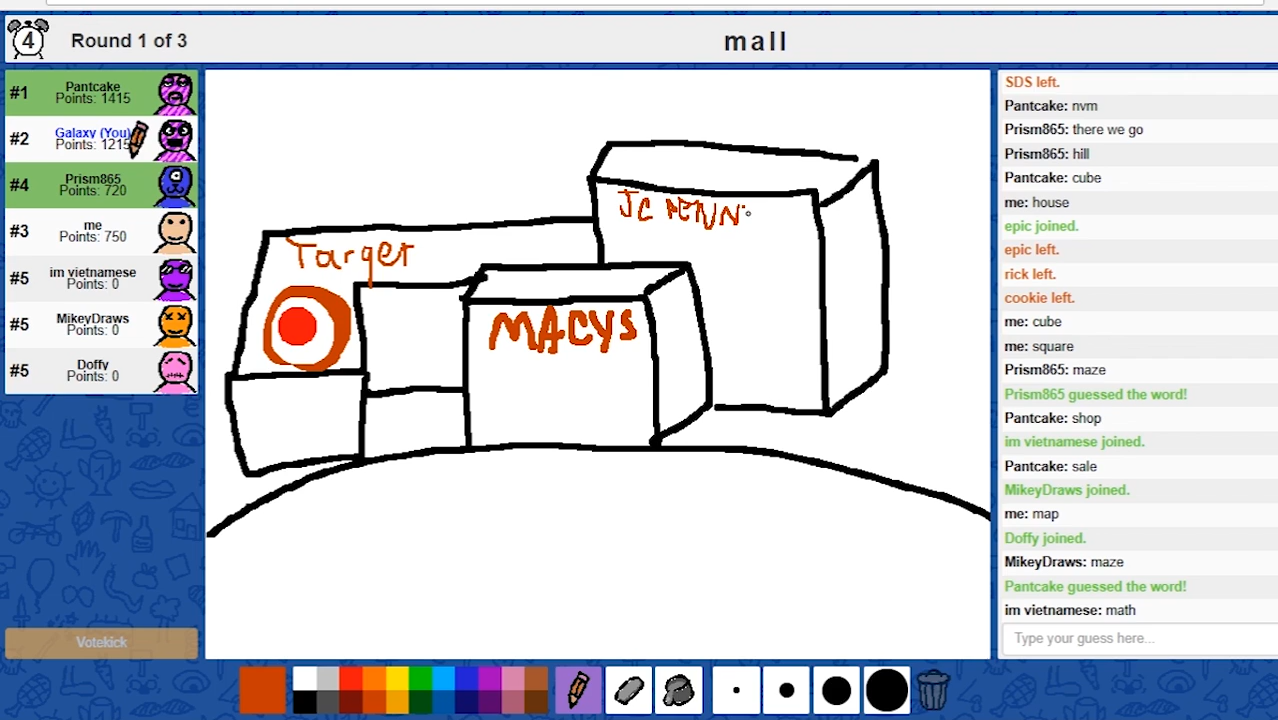 4
Round 1 of 3
mall
#1 Pantcake
Points: 1415
#2 Galaxy (You)
Points: 1215
#4 Prism865
Points: 720
#3 me
Points: 750
#5 im vietnamese
Points: 0
#5 MikeyDraws
Points: 0
#5 Doffy
Points: 0
Votekick
Target
MACYS
JC PENN
SDS left.
Pantcake: nvm
Prism865: there we go
Prism865: hill
Pantcake: cube
me: house
epic joined.
epic left.
rick left.
cookie left.
me: cube
me: square
Prism865: maze
Prism865 guessed the word!
Pantcake: shop
im vietnamese joined.
Pantcake: sale
MikeyDraws joined.
me: map
Doffy joined.
MikeyDraws: maze
Pantcake guessed the word!
im vietnamese: math
Type your guess here...